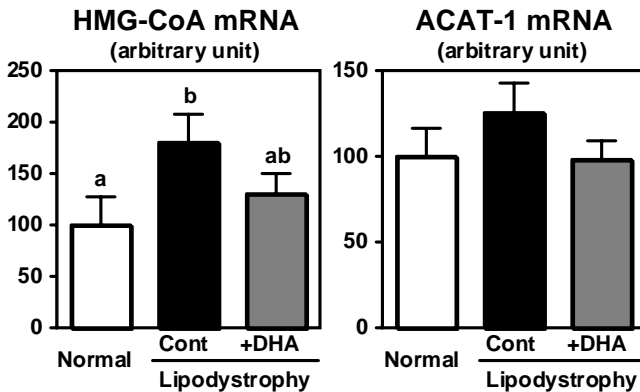 HMG-CoA mRNA
(arbitrary unit)
250
200
150
100
50
0
a
b
ab
Normal
Cont
+DHA
Lipodystrophy
ACAT-1 mRNA
(arbitrary unit)
150
100
50
0
Normal
Cont
+DHA
Lipodystrophy